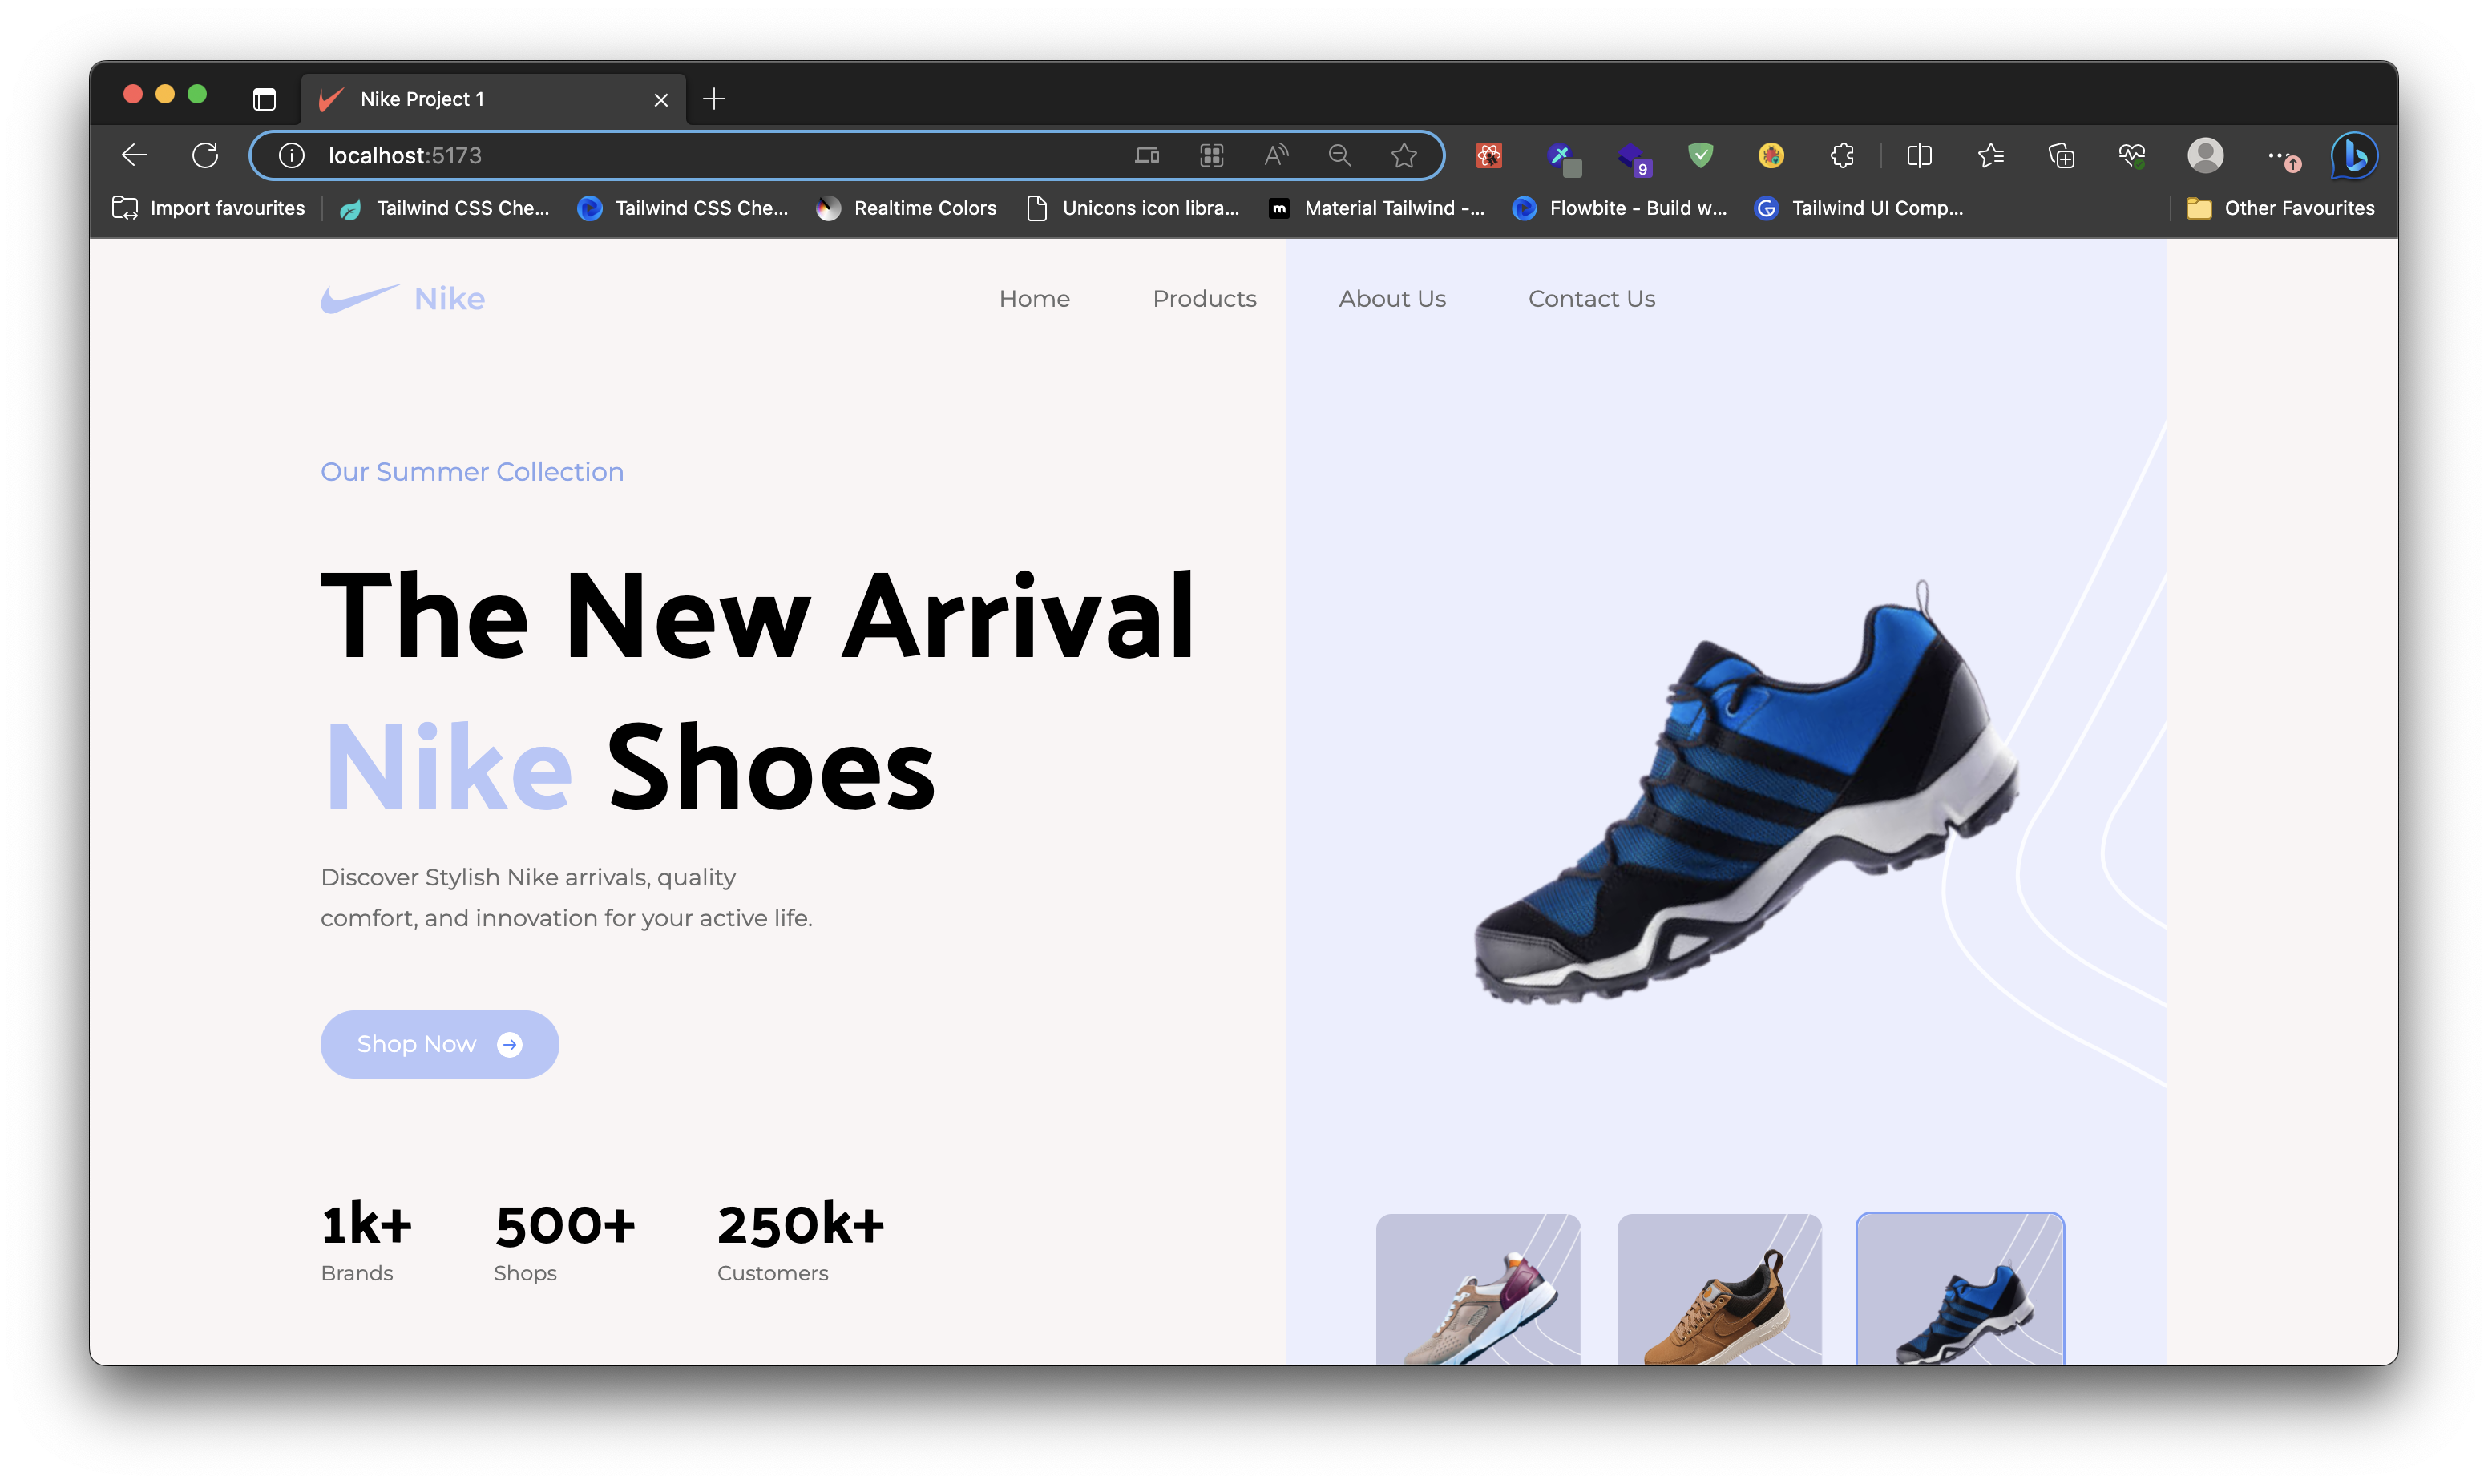 Nike Project 1
localhost:5173
9
Import favourites
Tailwind CSS Che...
Tailwind CSS Che...
Realtime Colors
Unicons icon libra...
Material Tailwind -...
Flowbite - Build w...
Tailwind UI Comp...
Other Favourites
Nike
Home
Products
About Us
Contact Us
Our Summer Collection
The New Arrival
Nike Shoes
Discover Stylish Nike arrivals, quality
comfort, and innovation for your active life.
Shop Now
1k+
Brands
500+
Shops
250k+
Customers